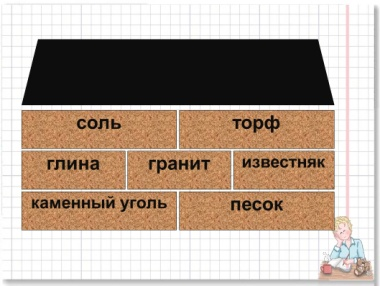 соль торф
глина гранит известняк
каменный уголь песок